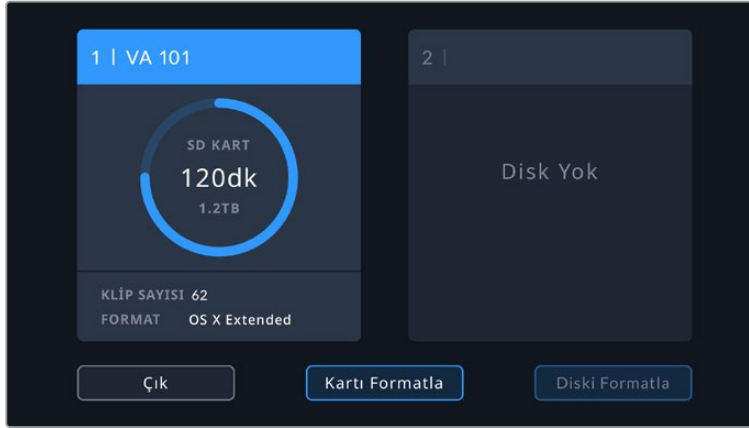 1 | VA 101
SD KART
120dk
1.2TB
KLİP SAYISI 62
FORMAT OS X Extended
2 |
Disk Yok
Çık
Kartı Formatla
Diski Formatla